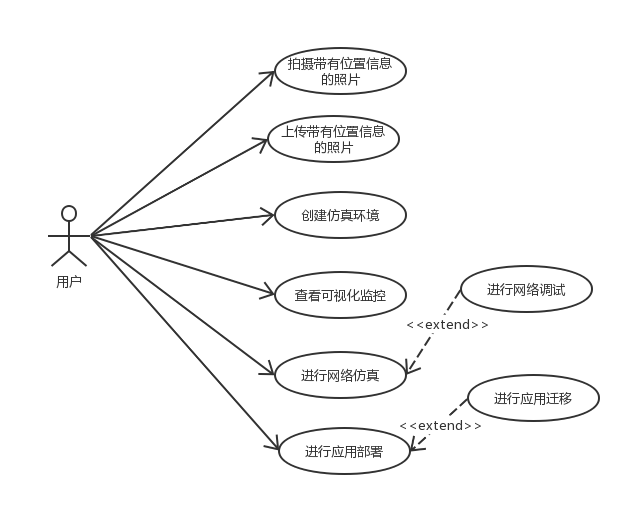 拍摄带有位置信息
的照片
上传带有位置信息
的照片
创建仿真环境
用户
查看可视化监控
进行网络调试
<<extend>>
进行网络仿真
进行应用迁移
<<extend>>
进行应用部署